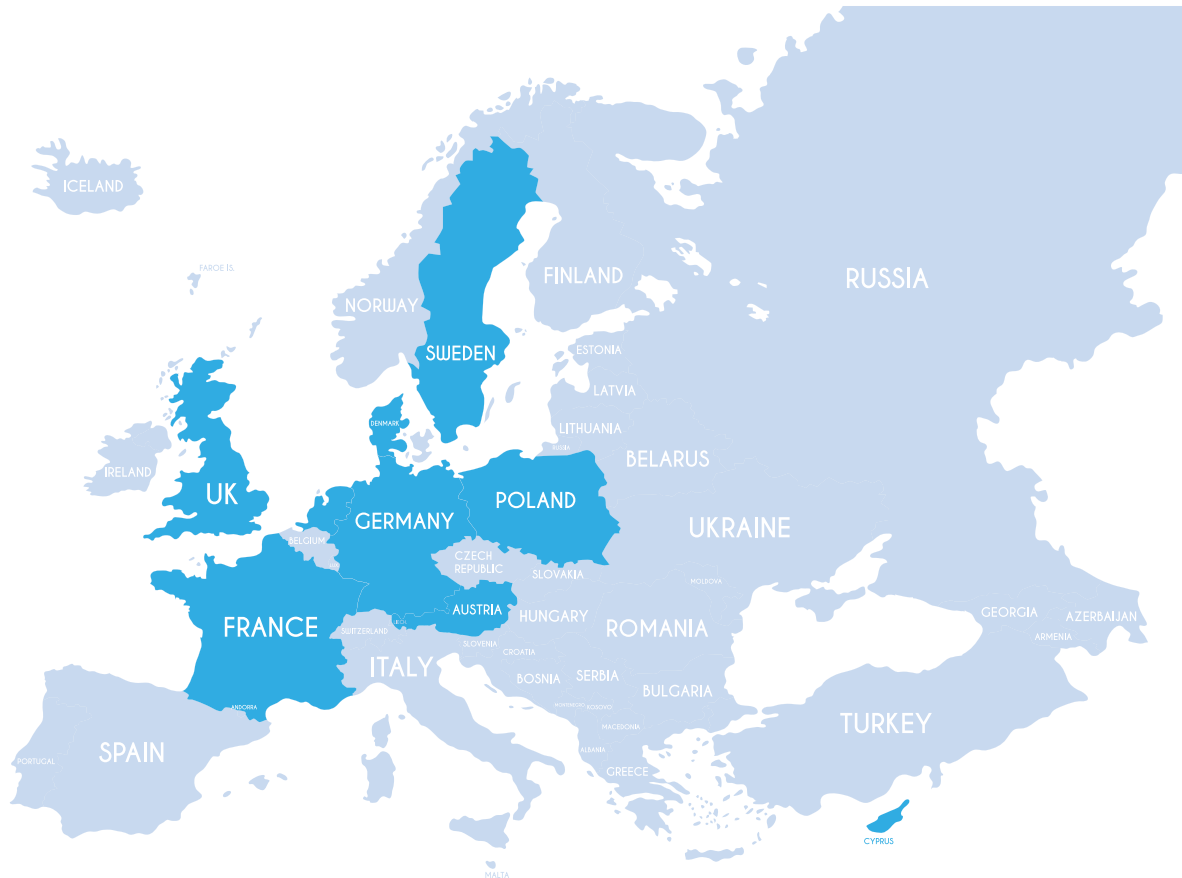 ICELAND
FAROE IS.
RUSSIA
FINLAND
NORWAY
SWEDEN
ESTONIA
LATVIA
DENMARK
LITHUANIA
RUSSIA
BELARUS
IRELAND
UK
POLAND
GERMANY
UKRAINE
BELGIUM
CZECH
REPUBLIC
LUX.
SLOVAKIA
MOLDOVA
AUSTRIA
HUNGARY
GEORGIA
AZERBAIJAN
FRANCE
SWITZERLAND
ROMANIA
ARMENIA
SLOVENIA
CROATIA
ITALY
BOSNIA
SERBIA
BULGARIA
ANDORRA
MONTENEGRO
KOSOVO
TURKEY
MACEDONIA
SPAIN
PORTUGAL
ALBANIA
GREECE
CYPRUS
MALTA